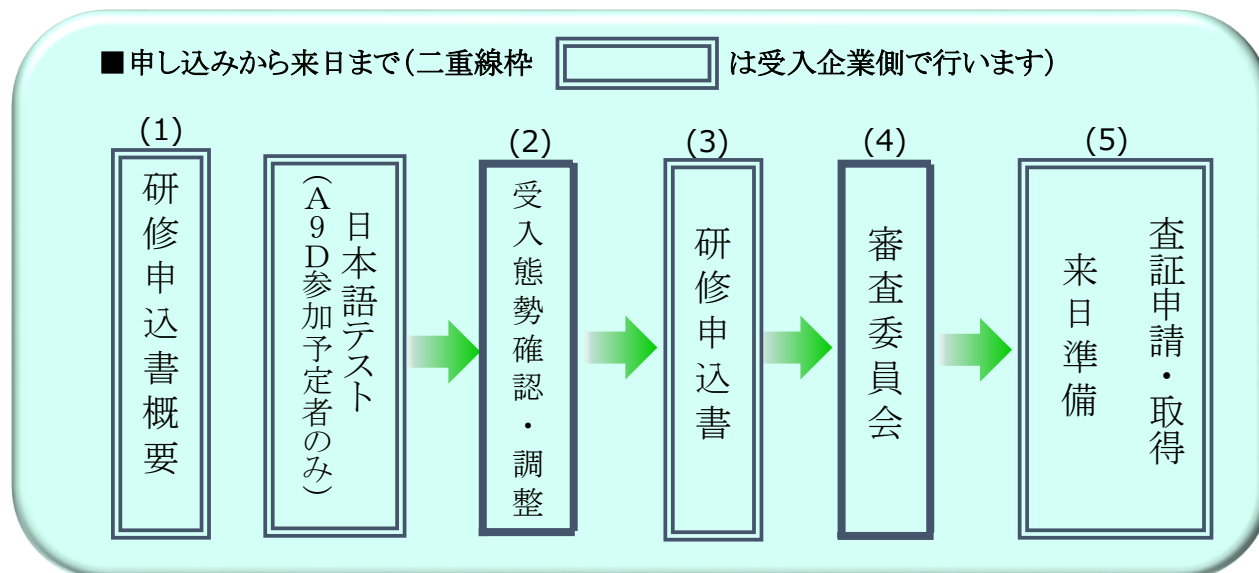 ■申し込みから来日まで(二重線枠 は受入企業側で行います)
(1)
研修申込書概要
日本語テスト
(A9D参加予定者のみ)
(2)
受入態勢確認・調整
(3)
研修申込書
(4)
審査委員会
(5)
査証申請・取得
来日準備